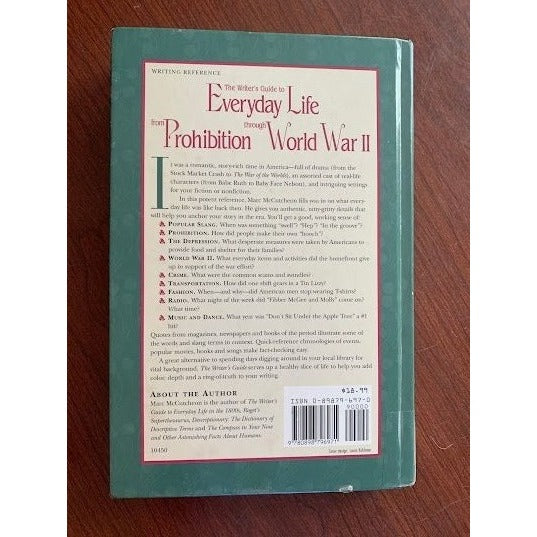 WRITING REFERENCE
The Writer's Guide to
Everyday Life
from Prohibition through World War II
It was a romantic, story-rich time in America—full of drama (from the
Stock Market Crash to The War of the Worlds), an assorted cast of real-life
characters (from Babe Ruth to Baby Face Nelson), and intriguing settings
for your fiction or nonfiction.
In this potent reference, Marc McCutcheon fills you in on what every-
day life was like back then. He gives you authentic, nitty-gritty details that
will help you anchor your story in the era. You'll get a good, working sense of:
POPULAR SLANG. When was something "swell"? "Hep"? "In the groove"?
PROHIBITION. How did people make their own "hooch"?
THE DEPRESSION. What desperate measures were taken by Americans to
provide food and shelter for their families?
WORLD WAR II. What everyday items and activities did the homefront give
up in support of the war effort?
CRIME. What were the common scams and swindles?
TRANSPORTATION. How did one shift gears in a Tin Lizzy?
FASHION. When—and why—did American men stop wearing T-shirts?
RADIO. What night of the week did "Fibber McGee and Molly" come on?
What time?
MUSIC AND DANCE. What year was "Don't Sit Under the Apple Tree" a #1
hit?
Quotes from magazines, newspapers and books of the period illustrate some of
the words and slang terms in context. Quick-reference chronologies of events,
popular movies, books and songs make fact-checking easy.
A great alternative to spending days digging around in your local library for
vital background, The Writer's Guide serves up a healthy slice of life to help you add
color, depth and a ring-of-truth to your writing.
ABOUT THE AUTHOR
Marc McCutcheon is author of The Writer's
Guide to Everyday Life in the 1800s, Roget's
Superthesaurus, Descriptionary: The Dictionary of
Descriptive Terms and The Compass in Your Nose
and Other Astonishing Facts About Humans.
10450
$18.99
ISBN 0-89879-697-0
90000
9 780898 796971